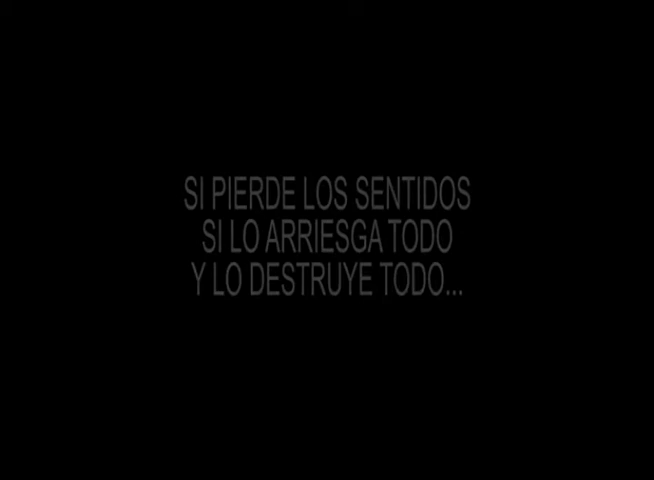 SI PIERDE LOS SENTIDOS
SI LO ARRIESGA TODO
Y LO DESTRUYE TODO...